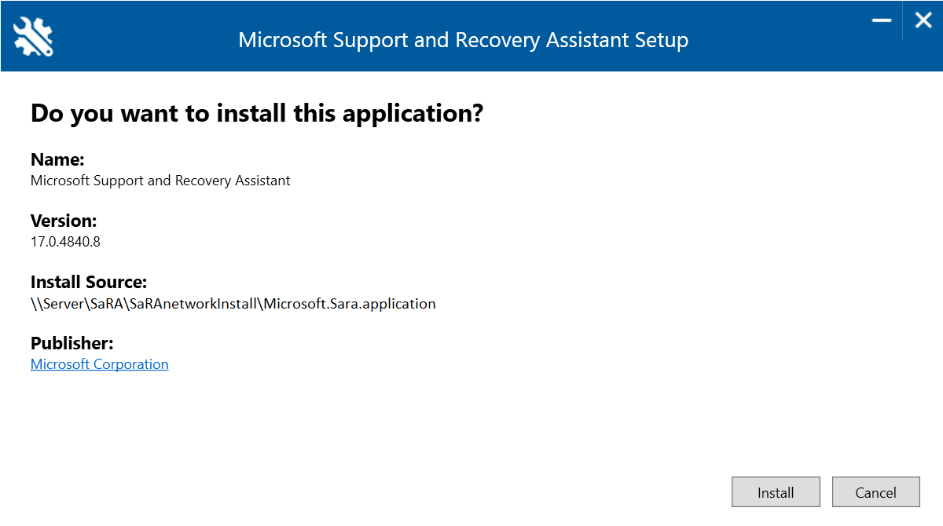 Microsoft Support and Recovery Assistant Setup
Do you want to install this application?
Name:
Microsoft Support and Recovery Assistant
Version:
17.0.4840.8
Install Source:
\\Server\SaRA\SaRAnetworkInstall\Microsoft.Sara.application
Publisher:
Microsoft Corporation
Install
Cancel